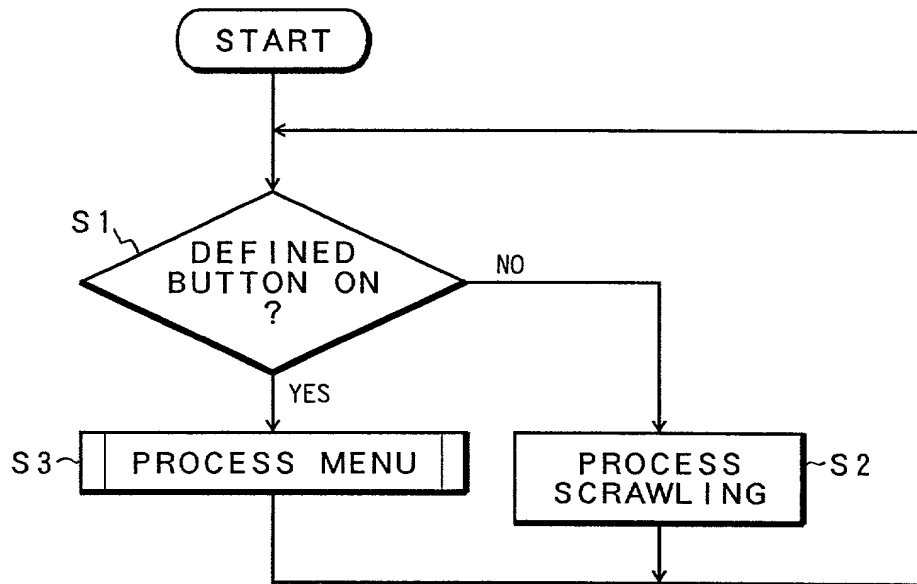 START
S1
DEFINED
BUTTON ON
?
NO
YES
S3
PROCESS MENU
PROCESS
SCRAWLING
S2